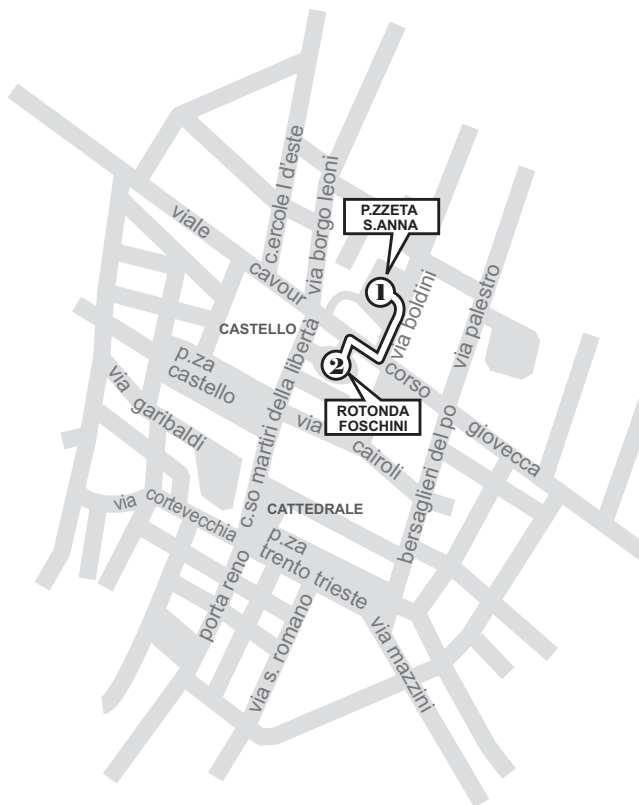 c.ercole I d'este
via borgo leoni
P.ZZETA
S.ANNA
viale
cavour
1
via boldini
via palestro
CASTELLO
p.za
castello
c.so martiri della libertà
2
corso
giovecca
ROTONDA
FOSCHINI
via
garibaldi
via
cairoli
bersaglieri del po
via
cortevecchia
CATTEDRALE
p.za
trento trieste
porta reno
via s. romano
via mazzini